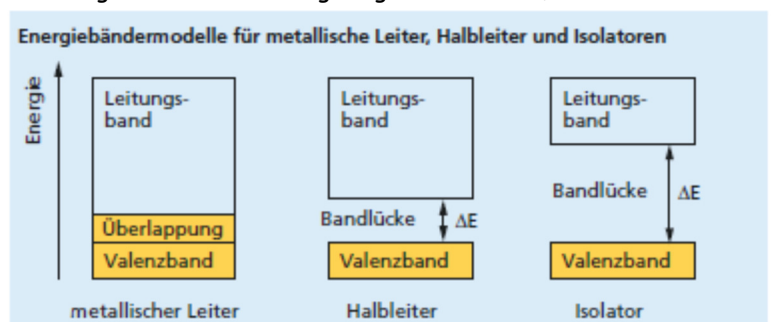 Energiebändermodelle für metallische Leiter, Halbleiter und Isolatoren
Energie
Leitungs-
band
Überlappung
Valenzband
metallischer Leiter
Leitungs-
band
Bandlücke ΔE
Valenzband
Halbleiter
Leitungs-
band
Bandlücke ΔE
Valenzband
Isolator